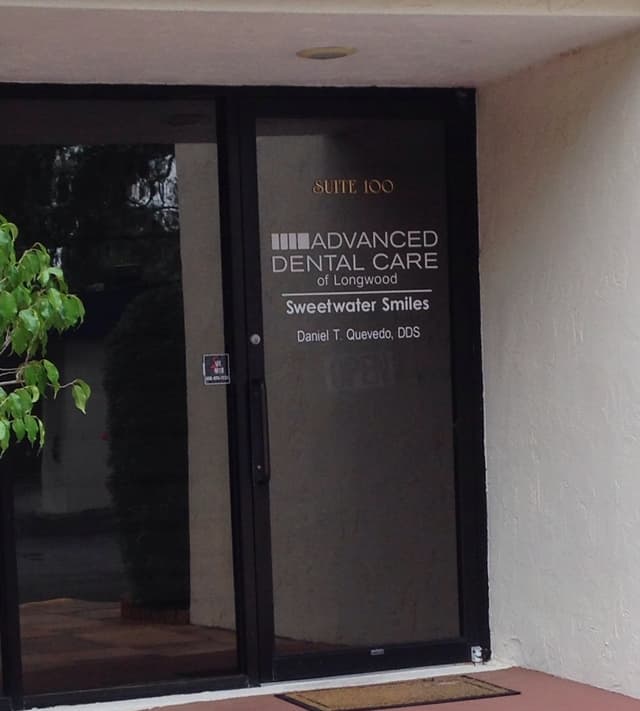 SUITE 100
ADVANCED
DENTAL CARE
of Longwood
Sweetwater Smiles
Daniel T. Quevedo, DDS